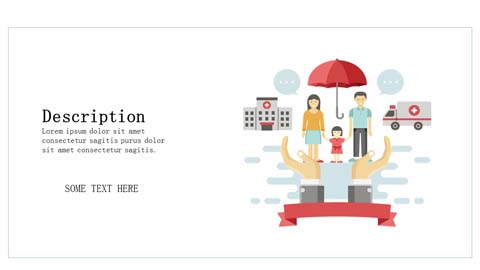 Description
Lorem ipsum dolor sit amet
consectetur sagitis purus dolor
sit amet consectetur sagitis.
SOME TEXT HERE